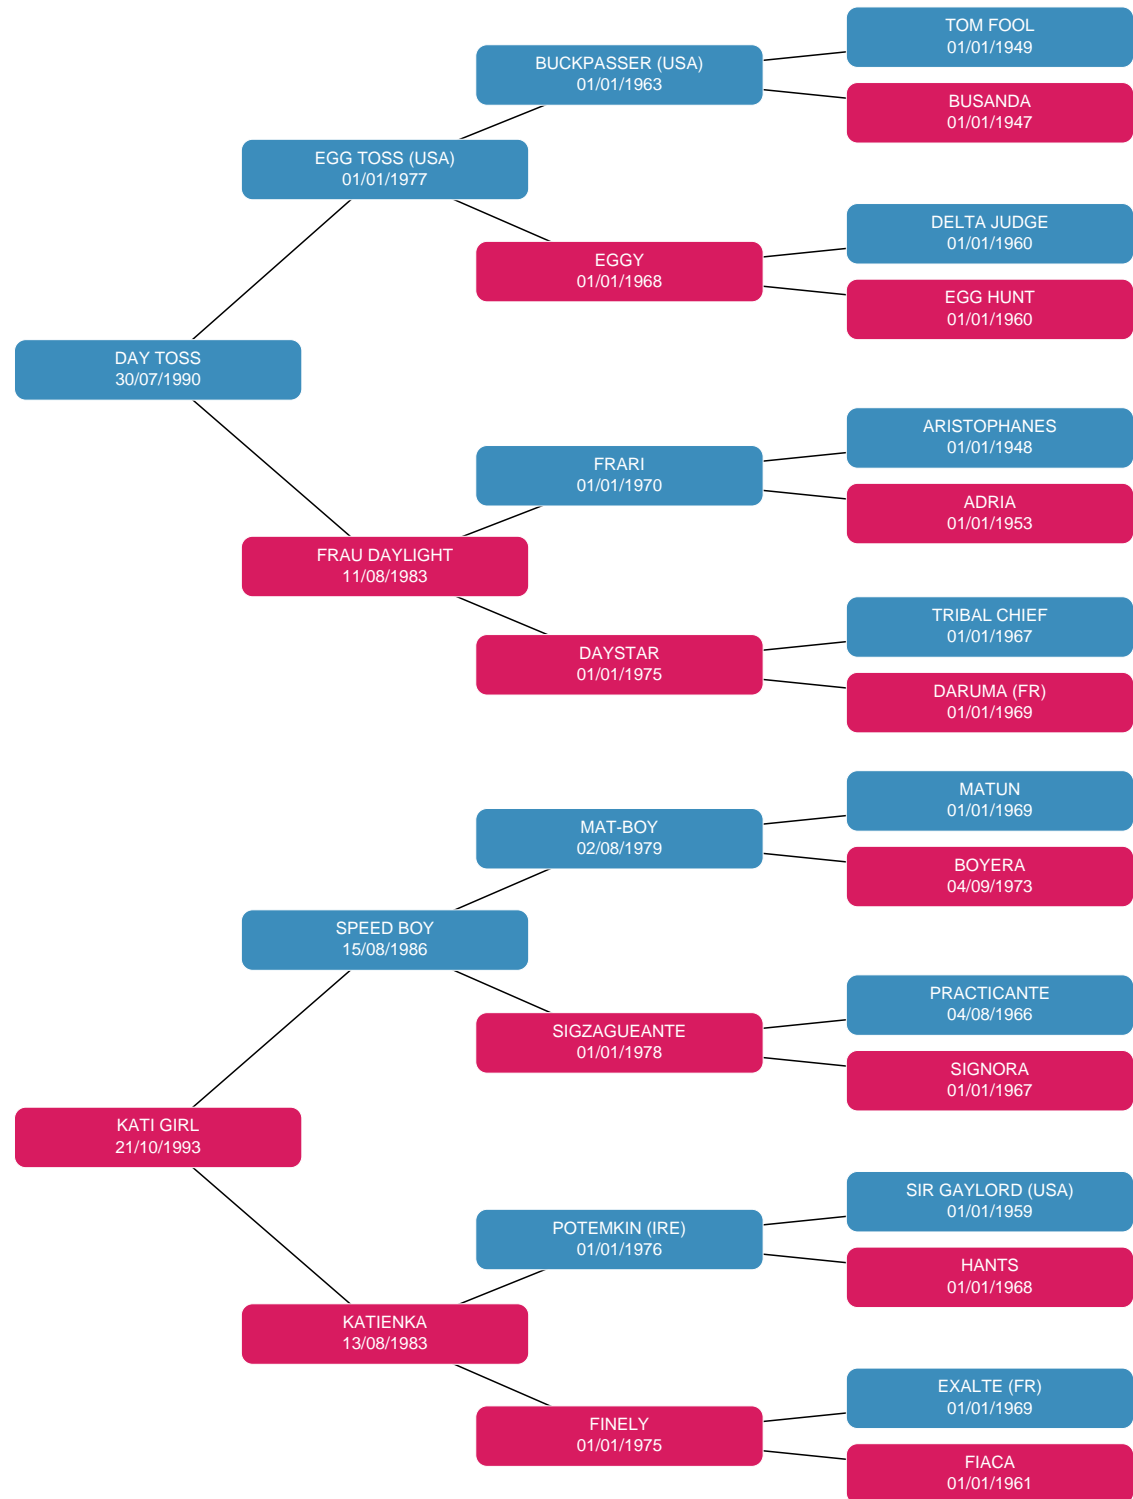 TOM FOOL
01/01/1949
BUCKPASSER (USA)
01/01/1963
BUSANDA
01/01/1947
EGG TOSS (USA)
01/01/1977
DELTA JUDGE
01/01/1960
EGGY
01/01/1968
EGG HUNT
01/01/1960
DAY TOSS
30/07/1990
ARISTOPHANES
01/01/1948
FRARI
01/01/1970
ADRIA
01/01/1953
FRAU DAYLIGHT
11/08/1983
TRIBAL CHIEF
01/01/1967
DAYSTAR
01/01/1975
DARUMA (FR)
01/01/1969
MATUN
01/01/1969
MAT-BOY
02/08/1979
BOYERA
04/09/1973
SPEED BOY
15/08/1986
PRACTICANTE
04/08/1966
SIGZAGUEANTE
01/01/1978
SIGNORA
01/01/1967
KATI GIRL
21/10/1993
SIR GAYLORD (USA)
01/01/1959
POTEMKIN (IRE)
01/01/1976
HANTS
01/01/1968
KATIENKA
13/08/1983
EXALTE (FR)
01/01/1969
FINELY
01/01/1975
FIACA
01/01/1961